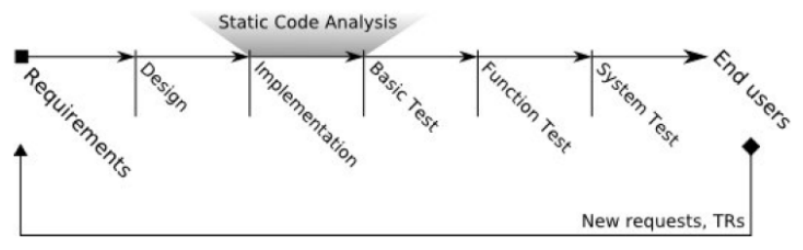 Static Code Analysis
Requirements
Design
Implementation
Basic Test
Function Test
System Test
End users
New requests, TRs